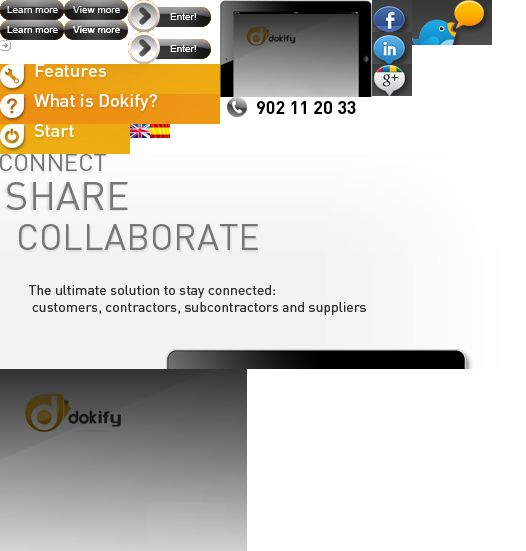 Learn more View more
Learn more View more
Enter!
Enter!
dokify
f
in
g+
Features
What is Dokify?
Start
902 11 20 33
CONNECT
SHARE
COLLABORATE
The ultimate solution to stay connected:
customers, contractors, subcontractors and suppliers
dokify